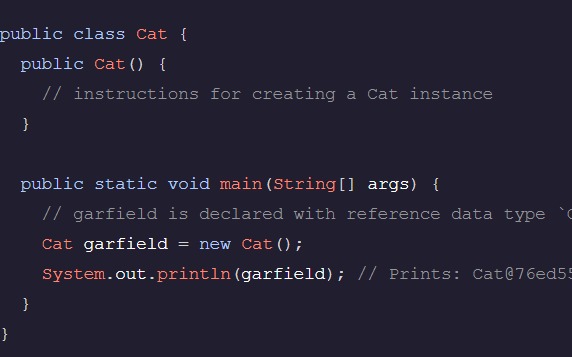 public class Cat {
  public Cat() {
    // instructions for creating a Cat instance
  }

  public static void main(String[] args) {
    // garfield is declared with reference data type `
    Cat garfield = new Cat();
    System.out.println(garfield); // Prints: Cat@76ed55
  }
}